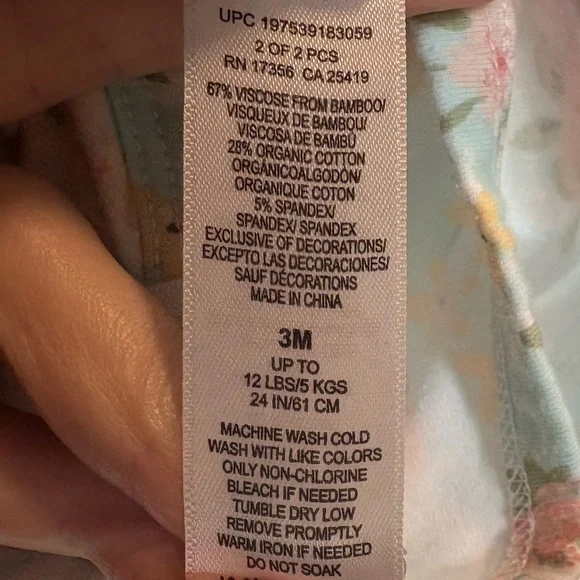 UPC 197539183059
2 OF 2 PCS
RN 17356 CA 25419
67% VISCOSE FROM BAMBOO/
VISQUEUX DE BAMBOU/
VISCOSA DE BAMBÚ
28% ORGANIC COTTON
ORGÁNICOALGODÓN/
ORGANIQUE COTON
5% SPANDEX/
SPANDEX/ SPANDEX
EXCLUSIVE OF DECORATIONS/
EXCEPTO LAS DECORACIONES/
SAUF DÉCORATIONS
MADE IN CHINA
3M
UP TO
12 LBS/5 KGS
24 IN/61 CM
MACHINE WASH COLD
WASH WITH LIKE COLORS
ONLY NON-CHLORINE
BLEACH IF NEEDED
TUMBLE DRY LOW
REMOVE PROMPTLY
WARM IRON IF NEEDED
DO NOT SOAK